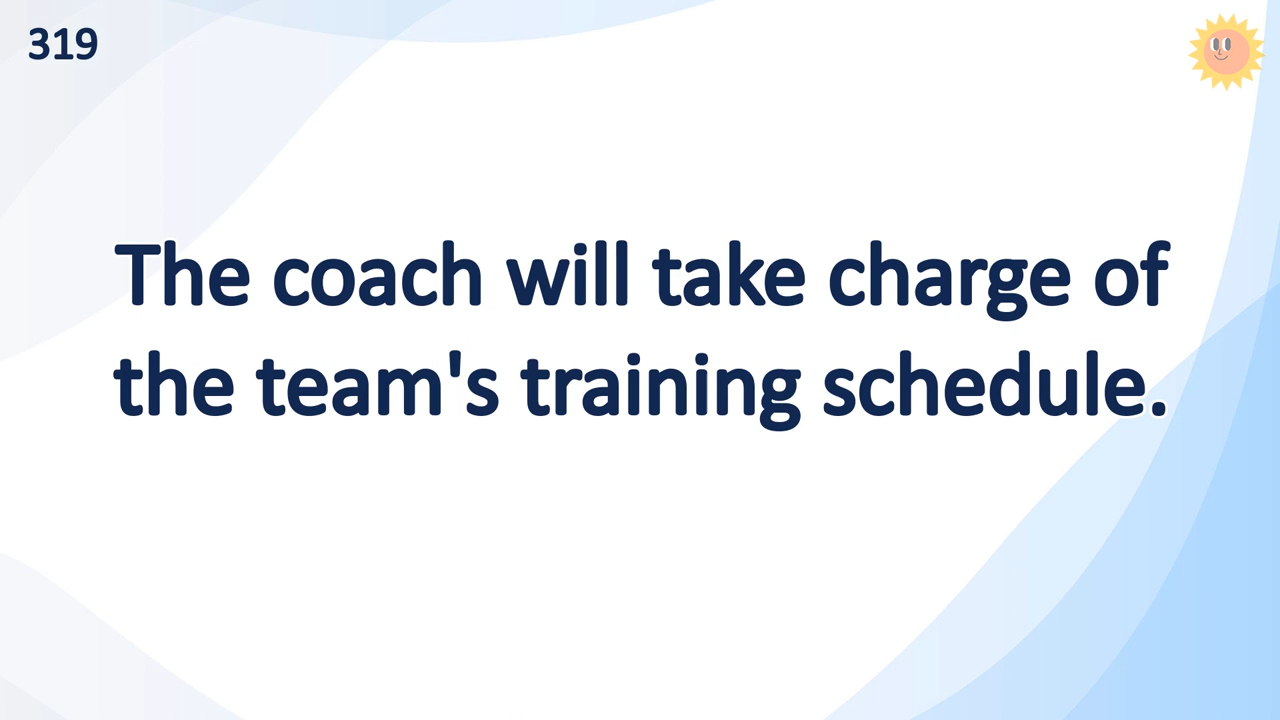 319
The coach will take charge of
the team's training schedule.